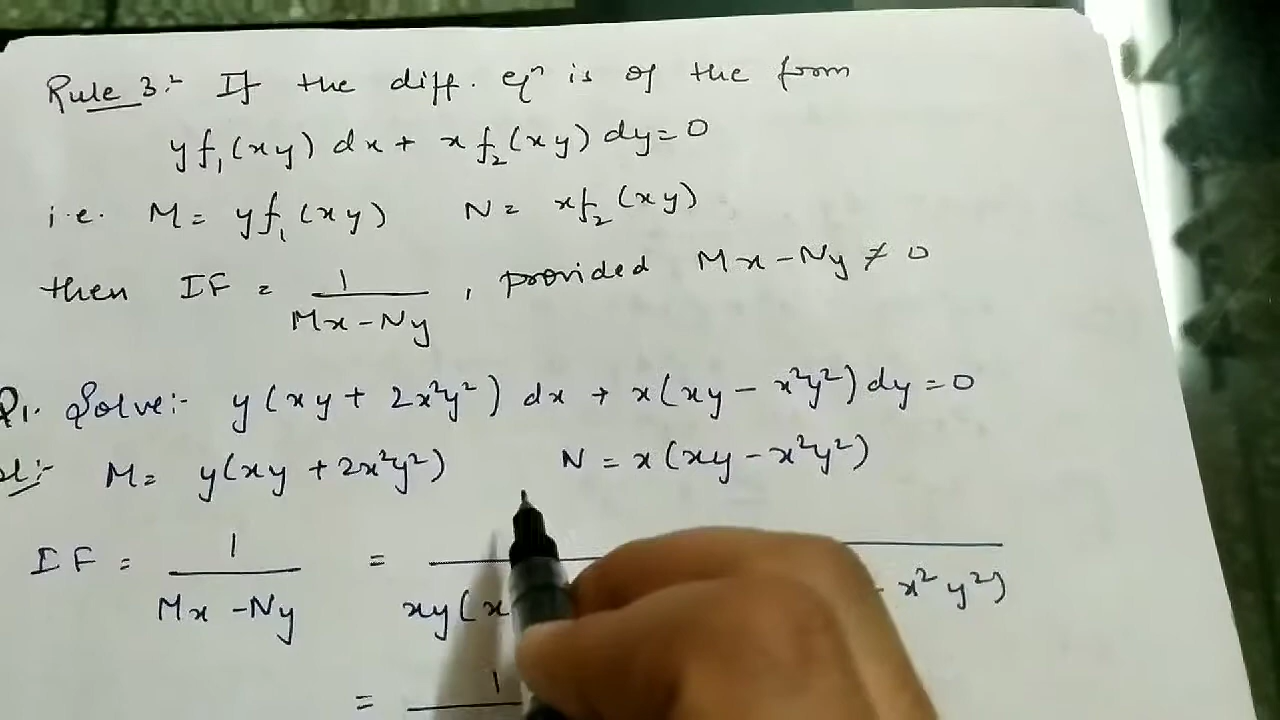 Rule 3:- If the diff. eqⁿ is of the form
yf₁(xy) dx + xf₂(xy) dy = 0
i.e. M = yf₁(xy) N = xf₂(xy)
then IF = 1/(Mx - Ny), provided Mx - Ny ≠ 0
Q1. Solve:- y(xy + 2x²y²) dx + x(xy - x²y²) dy = 0
M = y(xy + 2x²y²) N = x(xy - x²y²)
IF = 1/(Mx - Ny) = xy(x - x²y²)
= 1